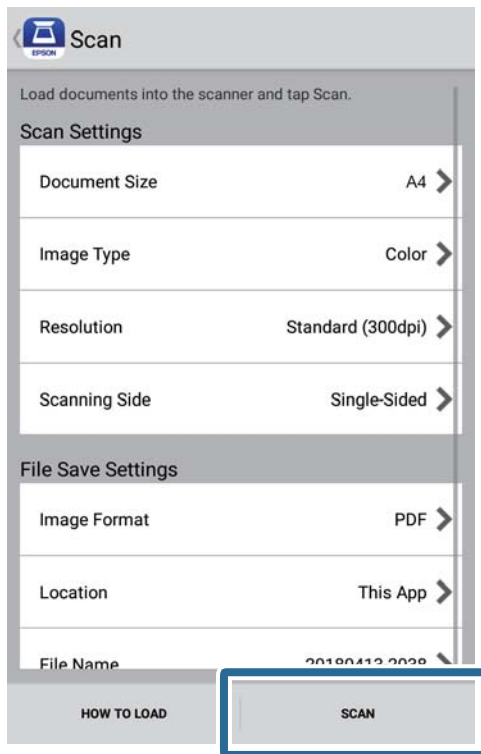 EPSON
Scan
Load documents into the scanner and tap Scan.
Scan Settings
Document Size A4
Image Type Color
Resolution Standard (300dpi)
Scanning Side Single-Sided
File Save Settings
Image Format PDF
Location This App
File Name 20180413 2038
HOW TO LOAD SCAN